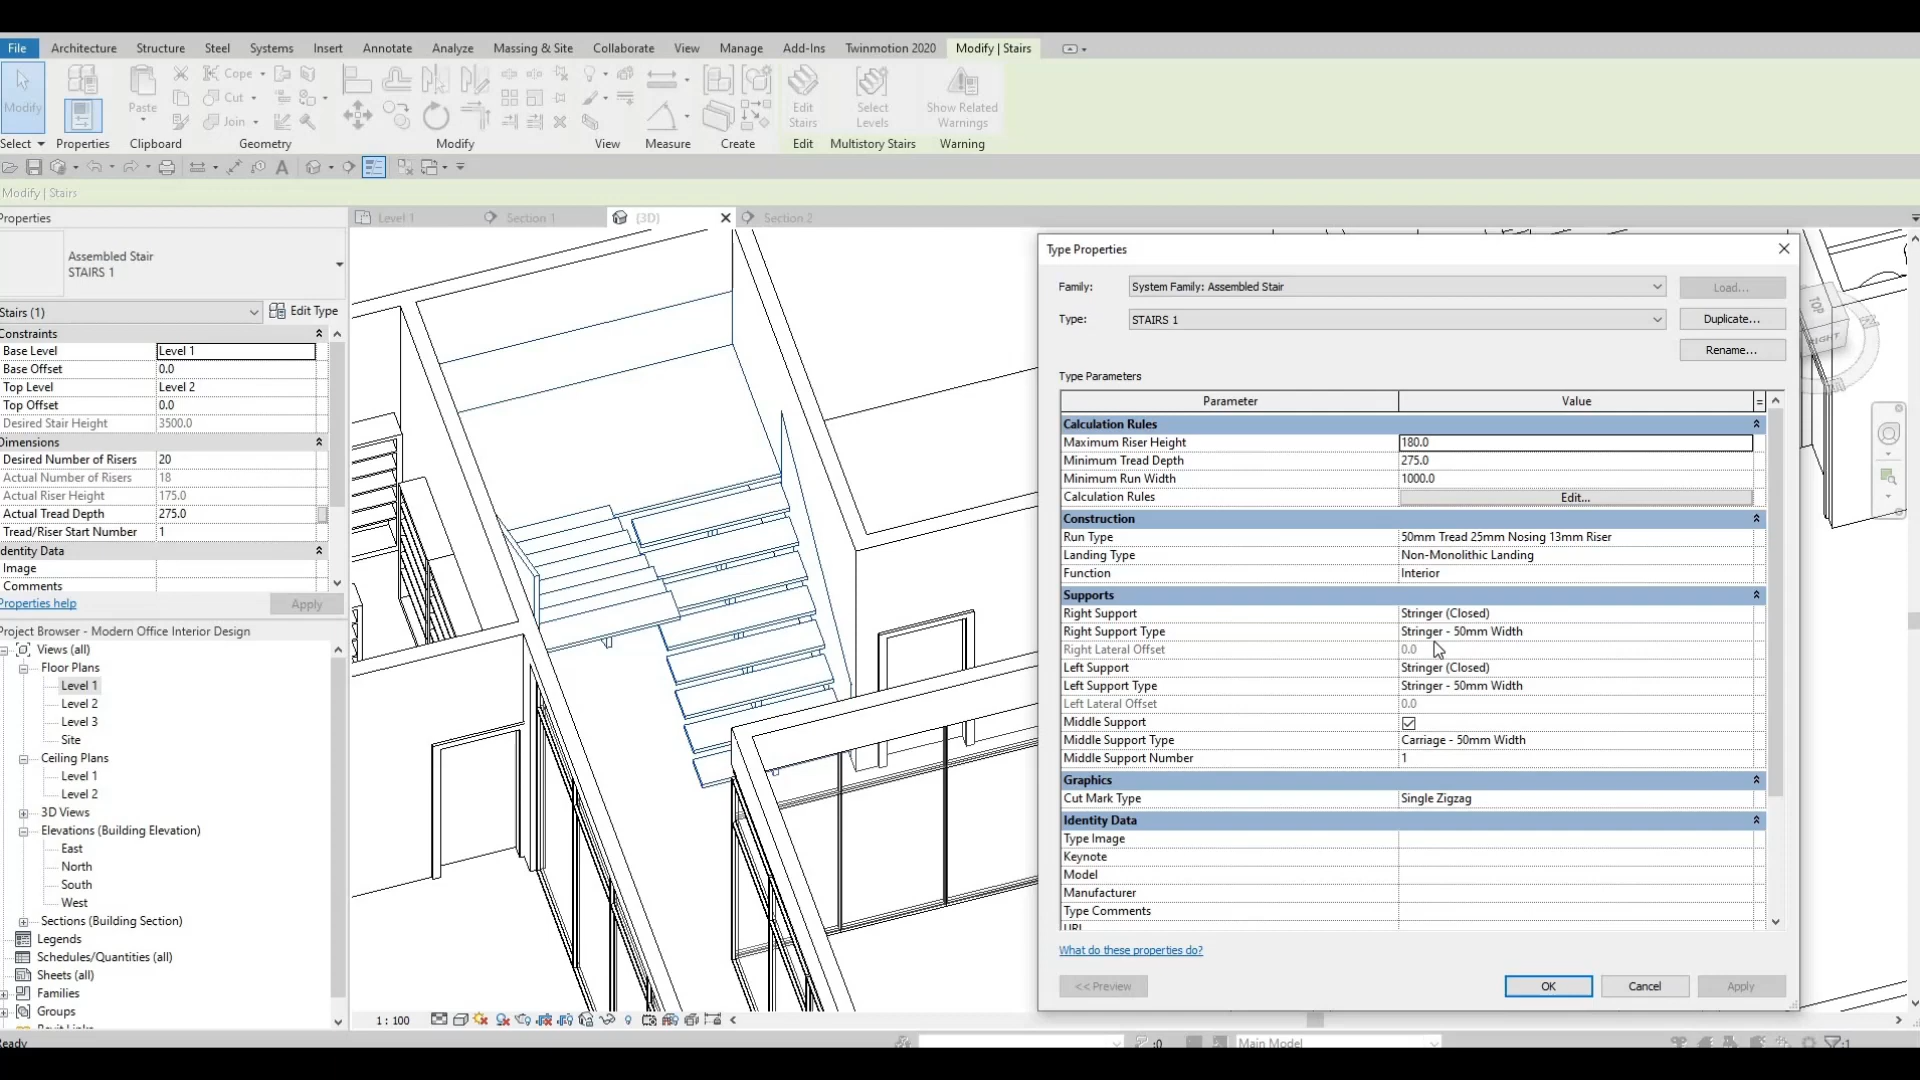 File Architecture Structure Steel Systems Insert Annotate Analyze Massing & Site Collaborate View Manage Add-Ins Twinmotion 2020 Modify | Stairs
Modify Paste Cope Cut Join Edit Stairs Select Levels Show Related Warnings
Select Properties Clipboard Geometry Modify View Measure Create Edit Multistory Stairs Warning
A
Modify | Stairs
Properties
Level 1 Section 1 {3D} Section 2
Assembled Stair
STAIRS 1
Stairs (1) Edit Type
Constraints
Base Level Level 1
Base Offset 0.0
Top Level Level 2
Top Offset 0.0
Desired Stair Height 3500.0
Dimensions
Desired Number of Risers 20
Actual Number of Risers 18
Actual Riser Height 175.0
Actual Tread Depth 275.0
Tread/Riser Start Number 1
Identity Data
Image
Comments
Properties help Apply
Project Browser - Modern Office Interior Design
Views (all)
Floor Plans
Level 1
Level 2
Level 3
Site
Ceiling Plans
Level 1
Level 2
3D Views
Elevations (Building Elevation)
East
North
South
West
Sections (Building Section)
Legends
Schedules/Quantities (all)
Sheets (all)
Families
Groups
Revit Links
TOP
RIGHT
Type Properties
Family: System Family: Assembled Stair Load...
Type: STAIRS 1 Duplicate...
Rename...
Type Parameters
Parameter Value =
Calculation Rules
Maximum Riser Height 180.0
Minimum Tread Depth 275.0
Minimum Run Width 1000.0
Calculation Rules Edit...
Construction
Run Type 50mm Tread 25mm Nosing 13mm Riser
Landing Type Non-Monolithic Landing
Function Interior
Supports
Right Support Stringer (Closed)
Right Support Type Stringer - 50mm Width
Right Lateral Offset 0.0
Left Support Stringer (Closed)
Left Support Type Stringer - 50mm Width
Left Lateral Offset 0.0
Middle Support
Middle Support Type Carriage - 50mm Width
Middle Support Number 1
Graphics
Cut Mark Type Single Zigzag
Identity Data
Type Image
Keynote
Model
Manufacturer
Type Comments
URL
What do these properties do?
<< Preview OK Cancel Apply
1 : 100
Ready :0 Main Model :1